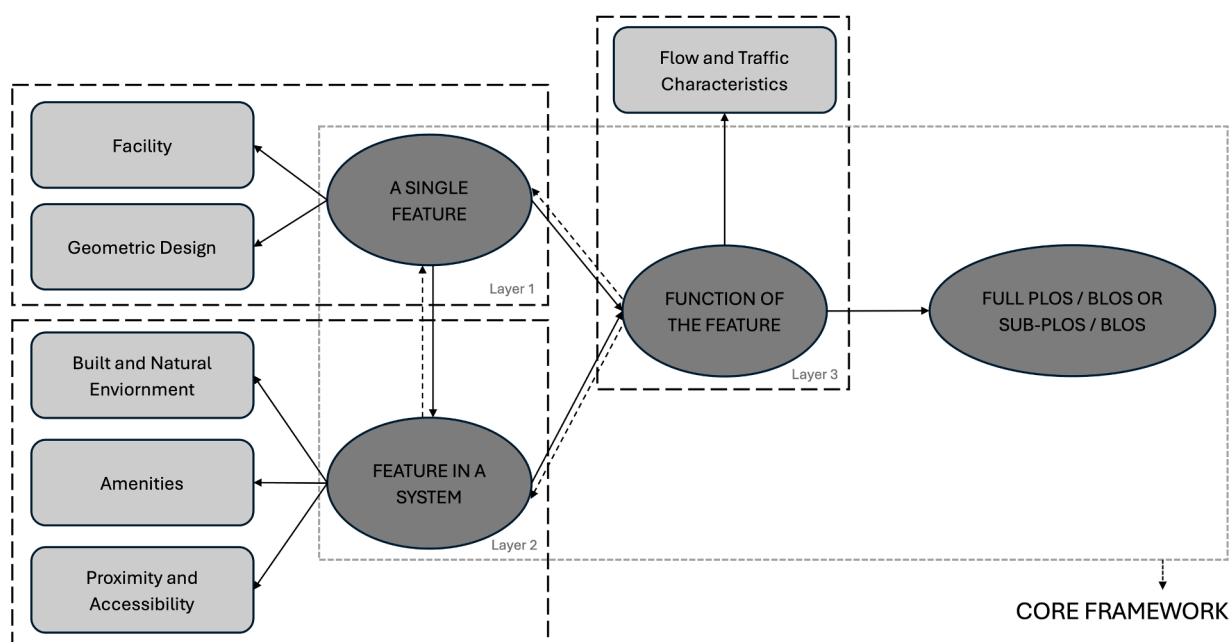 Flow and Traffic
Characteristics
Facility
Geometric Design
A SINGLE
FEATURE
Layer 1
FUNCTION OF
THE FEATURE
Layer 3
FULL PLOS / BLOS OR
SUB-PLOS / BLOS
Built and Natural
Enviornment
Amenities
Proximity and
Accessibility
FEATURE IN A
SYSTEM
Layer 2
CORE FRAMEWORK